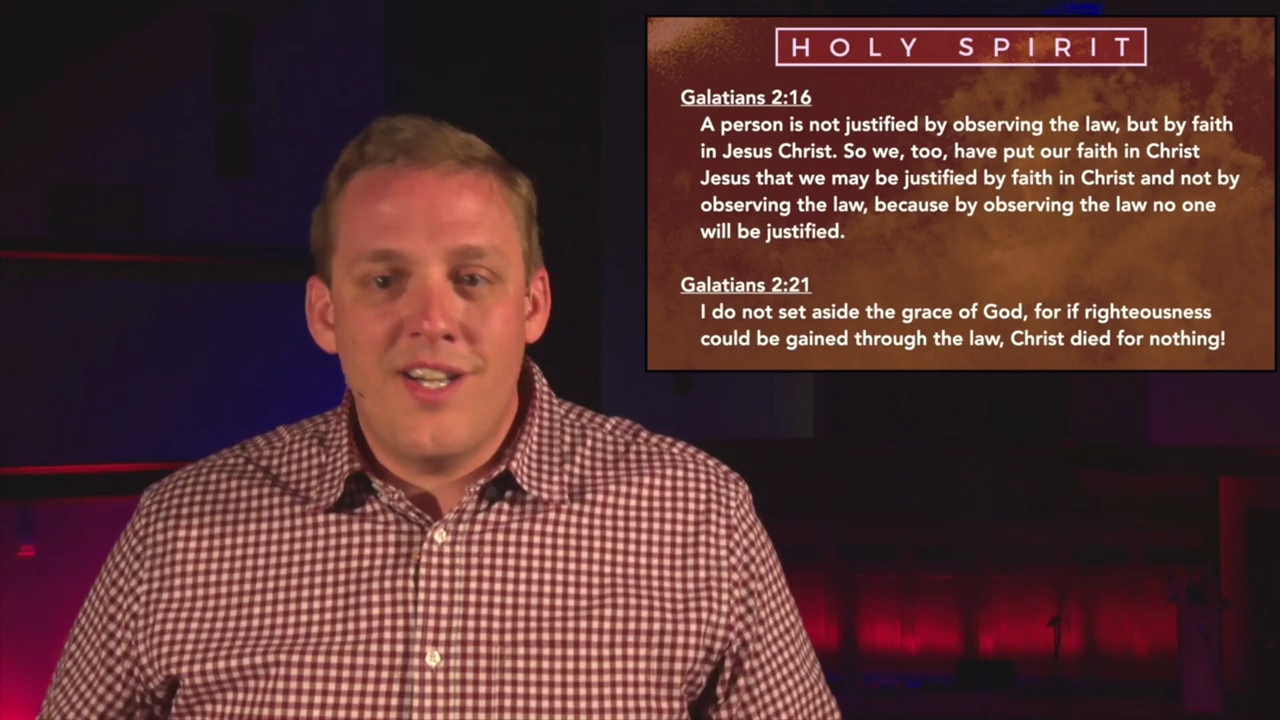 HOLY SPIRIT
Galatians 2:16
A person is not justified by observing the law, but by faith
in Jesus Christ. So we, too, have put our faith in Christ
Jesus that we may be justified by faith in Christ and not by
observing the law, because by observing the law no one
will be justified.
Galatians 2:21
I do not set aside the grace of God, for if righteousness
could be gained through the law, Christ died for nothing!